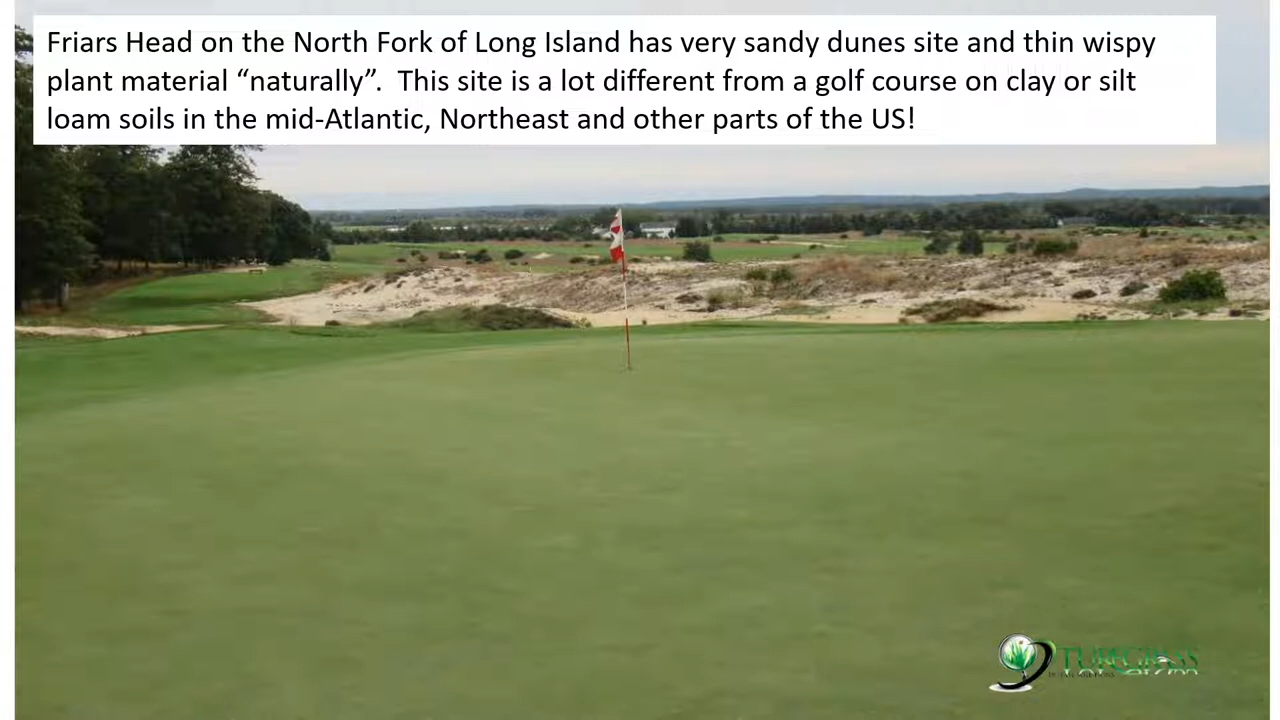 Friars Head on the North Fork of Long Island has very sandy dunes site and thin wispy
plant material “naturally”.  This site is a lot different from a golf course on clay or silt
loam soils in the mid-Atlantic, Northeast and other parts of the US!
TURFGRASS